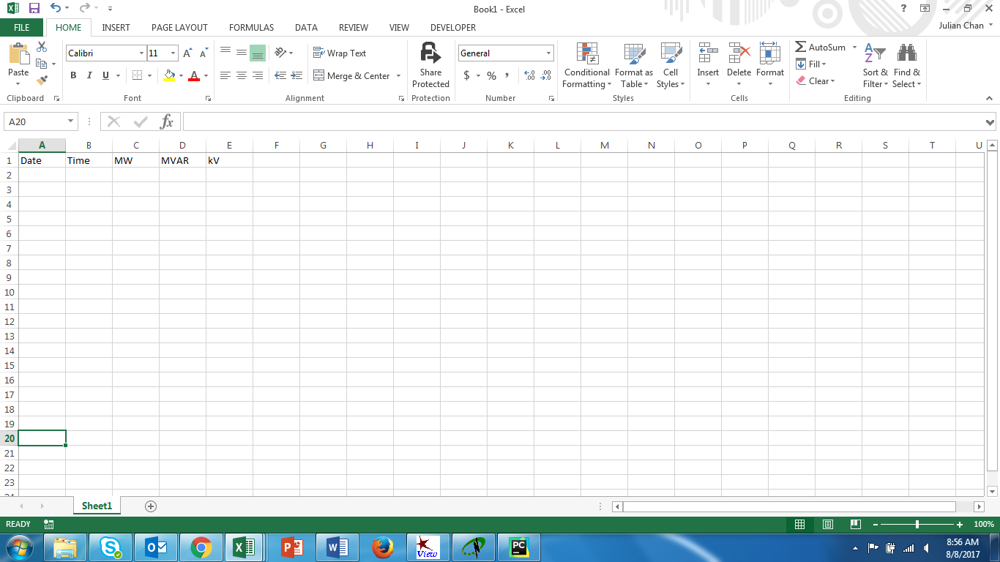 Book1 - Excel
?
FILE HOME INSERT PAGE LAYOUT FORMULAS DATA REVIEW VIEW DEVELOPER Julian Chan
Calibri 11 A A Wrap Text General AutoSum
Paste B I U A Merge & Center Share Protected $ % , Conditional Formatting Format as Table Cell Styles Insert Delete Format Fill Clear Sort & Filter Find & Select
Clipboard Font Alignment Protection Number Styles Cells Editing
A20 fx
A B C D E F G H I J K L M N O P Q R S T U
1 Date Time MW MVAR kV
2
3
4
5
6
7
8
9
10
11
12
13
14
15
16
17
18
19
20
21
22
23
24
Sheet1
READY 100%
View PC 8:56 AM
8/8/2017